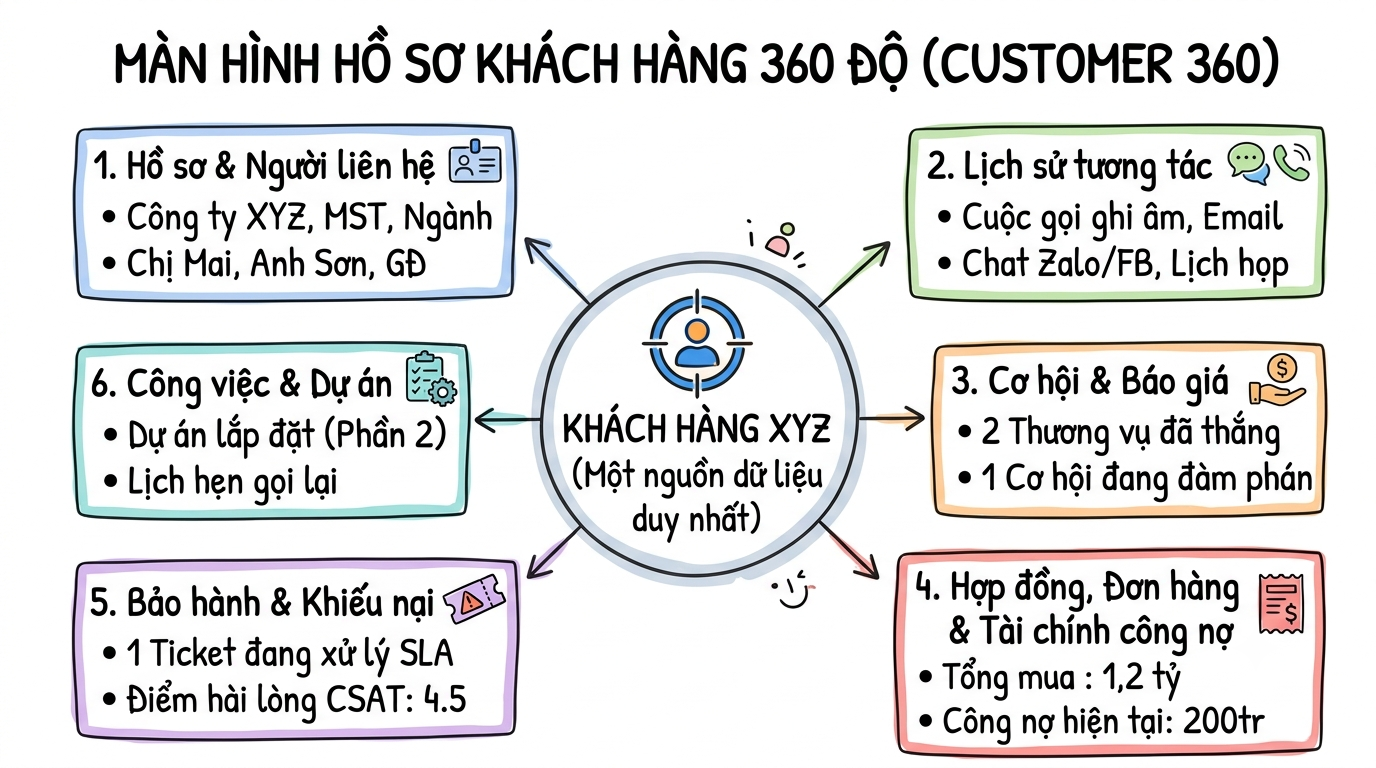 MÀN HÌNH HỒ SƠ KHÁCH HÀNG 360 ĐỘ (CUSTOMER 360)
1. Hồ sơ & Người liên hệ
• Công ty XYZ, MST, Ngành
• Chị Mai, Anh Sơn, GĐ
2. Lịch sử tương tác
• Cuộc gọi ghi âm, Email
• Chat Zalo/FB, Lịch họp
KHÁCH HÀNG XYZ
(Một nguồn dữ liệu
duy nhất)
3. Cơ hội & Báo giá
• 2 Thương vụ đã thắng
• 1 Cơ hội đang đàm phán
4. Hợp đồng, Đơn hàng
& Tài chính công nợ
• Tổng mua : 1,2 tỷ
• Công nợ hiện tại: 200tr
5. Bảo hành & Khiếu nại
• 1 Ticket đang xử lý SLA
• Điểm hài lòng CSAT: 4.5
6. Công việc & Dự án
• Dự án lắp đặt (Phần 2)
• Lịch hẹn gọi lại